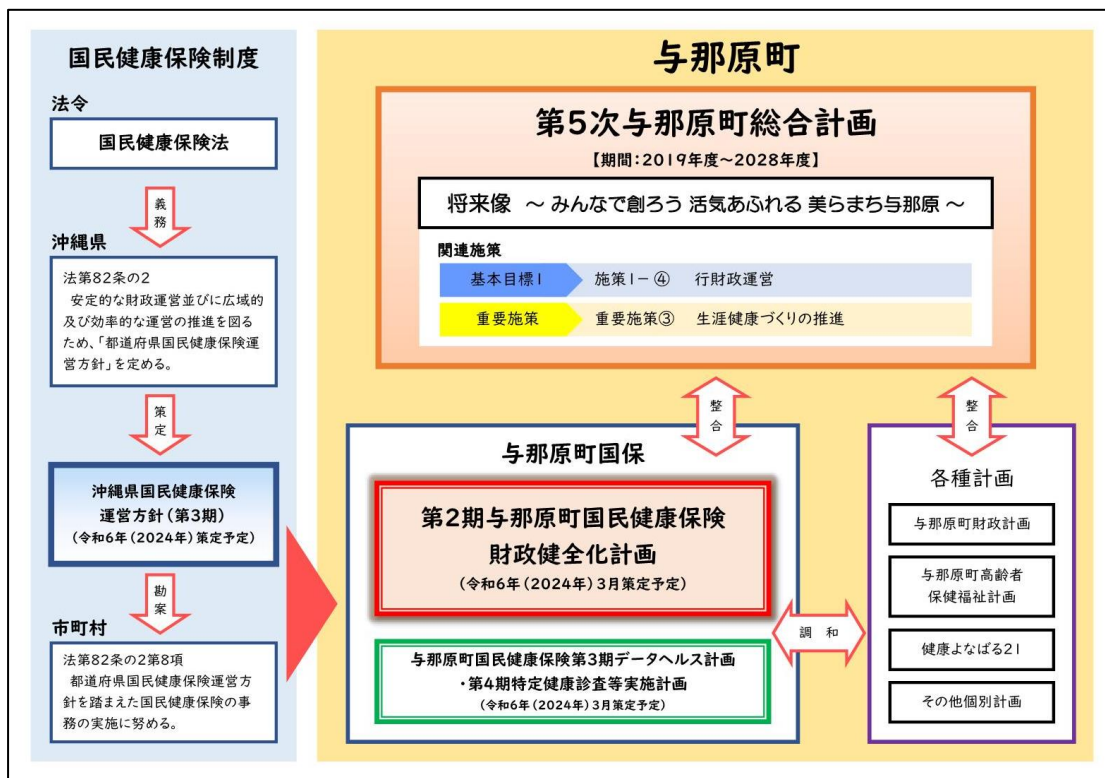 国民健康保険制度
法令
国民健康保険法
義務
沖縄県
法第82条の2
安定的な財政運営並びに広域的
及び効率的な運営の推進を図る
ため、「都道府県国民健康保険運
営方針」を定める。
策定
沖縄県国民健康保険
運営方針(第3期)
(令和6年(2024年)策定予定)
勘案
市町村
法第82条の2第8項
都道府県国民健康保険運営方
針を踏まえた国民健康保険の事
務の実施に努める。
与那原町
第5次与那原町総合計画
【期間:2019年度~2028年度】
将来像 ~ みんなで創ろう 活気あふれる 美らまち与那原 ~
関連施策
基本目標1 施策1-④ 行財政運営
重要施策 重要施策③ 生涯健康づくりの推進
整合
整合
与那原町国保
第2期与那原町国民健康保険
財政健全化計画
(令和6年(2024年)3月策定予定)
与那原町国民健康保険第3期データヘルス計画
・第4期特定健康診査等実施計画
(令和6年(2024年)3月策定予定)
調和
各種計画
与那原町財政計画
与那原町高齢者
保健福祉計画
健康よなばる21
その他個別計画